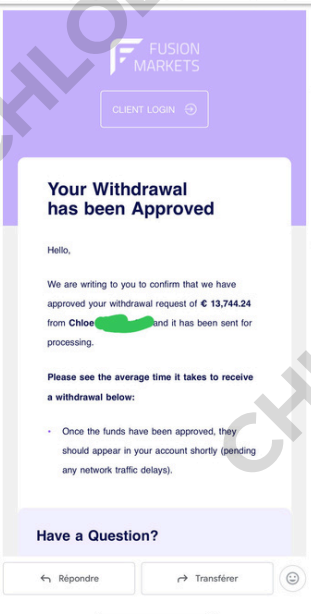 FUSION
MARKETS
CLIENT LOGIN
Your Withdrawal
has been Approved
Hello,
We are writing to you to confirm that we have
approved your withdrawal request of € 13,744.24
from Chloe and it has been sent for
processing.
Please see the average time it takes to receive
a withdrawal below:
• Once the funds have been approved, they
should appear in your account shortly (pending
any network traffic delays).
Have a Question?
Répondre
Transférer
CHLO
CHL